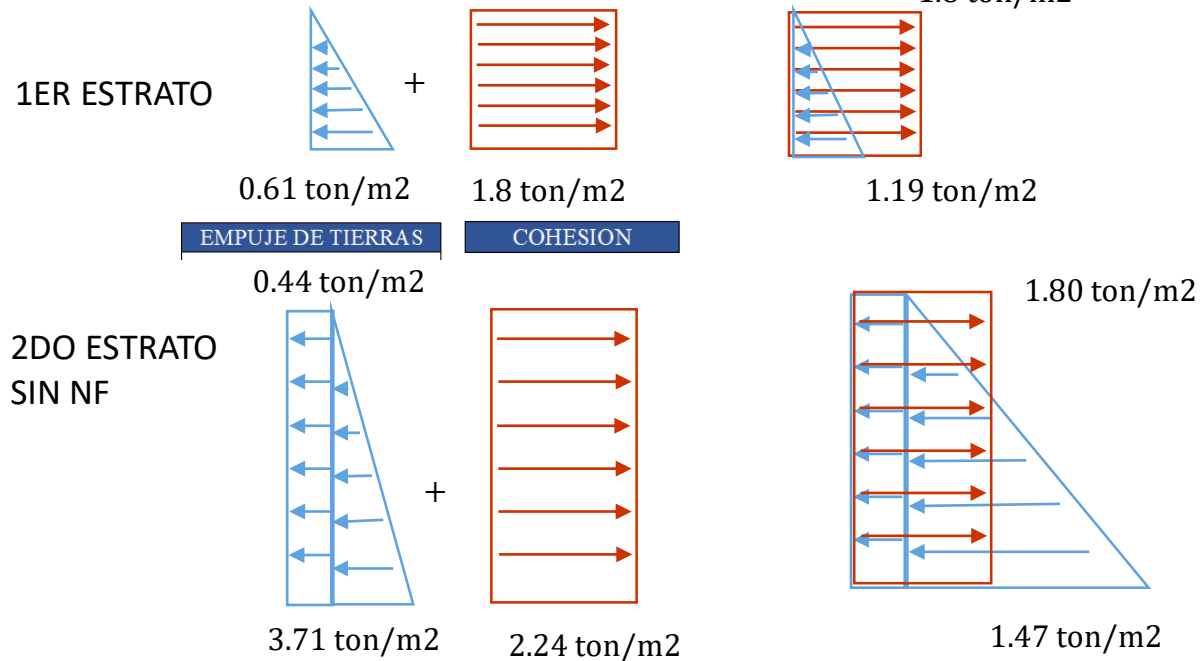 1ER ESTRATO
+
0.61 ton/m2 1.8 ton/m2 1.19 ton/m2
EMPUJE DE TIERRAS COHESION
0.44 ton/m2
1.80 ton/m2
2DO ESTRATO
SIN NF
+
3.71 ton/m2 2.24 ton/m2 1.47 ton/m2